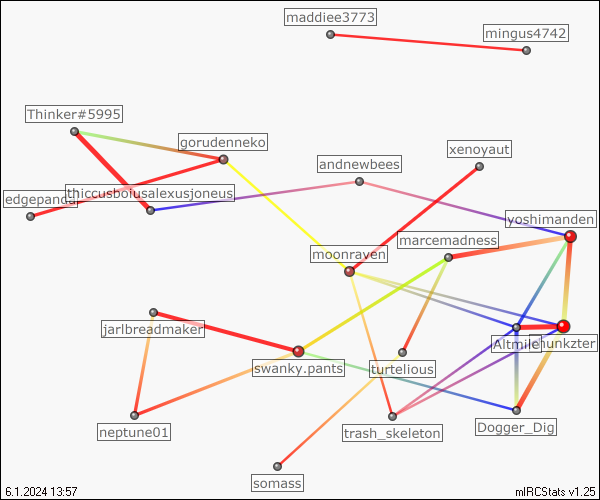 maddiee3773
mingus4742
Thinker#5995
gorudenneko
xenoyaut
andnewbees
edgepanda
thiccusboiusalexusjoneus
yoshimanden
marcemadness
moonraven
jarlbreadmaker
Altmile
hunkzter
swanky.pants
turtelious
neptune01
trash_skeleton
Dogger_Dig
somass
6.1.2024 13:57
mIRCStats v1.25